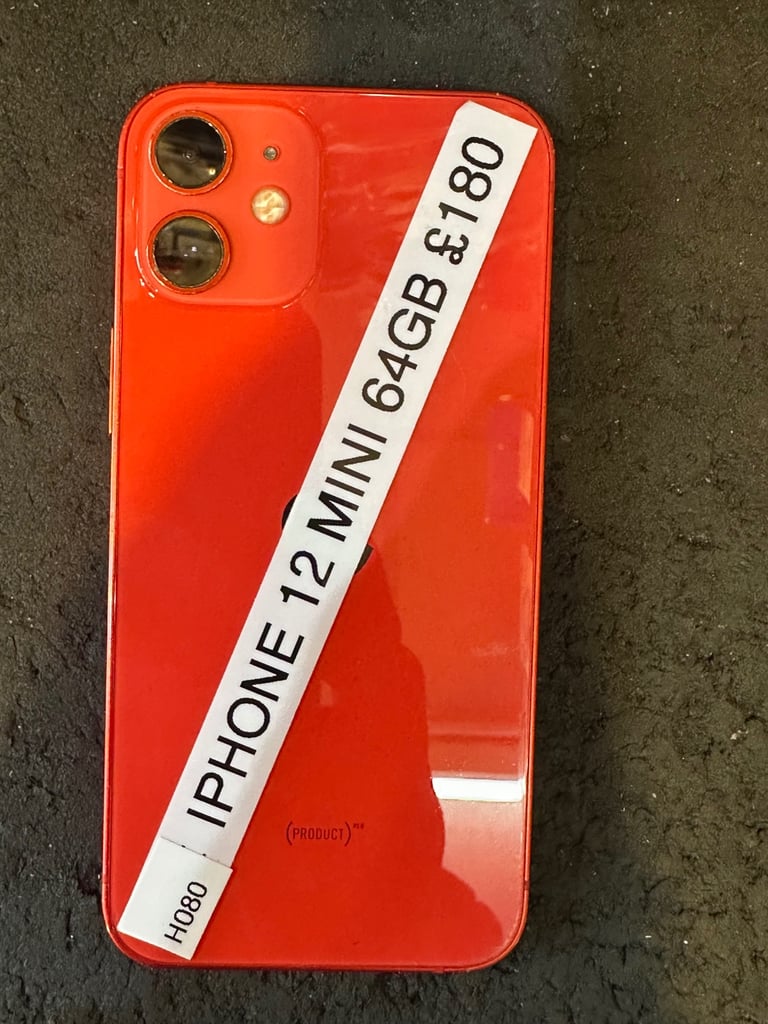 IPHONE 12 MINI 64GB £180
H080
(PRODUCT)ᴿᴱᴰ